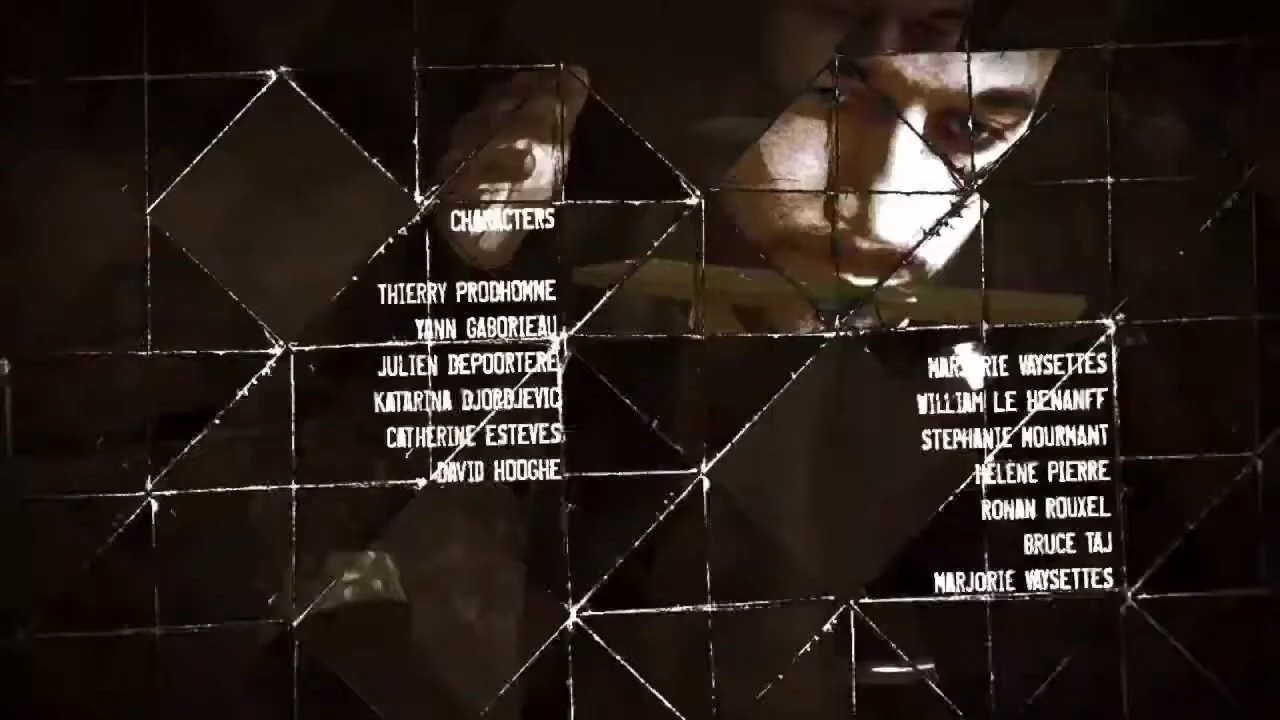 CHARACTERS
THIERRY PRODHOMME
YANN GABORIEAU
JULIEN DEPOORTERE
KATARINA DJORDJEVIC
CATHERINE ESTEVES
DAVID HOOGHE
MARJORIE VAYSETTES
WILLIAM LE HENANFF
STEPHANIE MOURMANT
HELENE PIERRE
RONAN ROUXEL
BRUCE TAJ
MARJORIE VAYSETTES